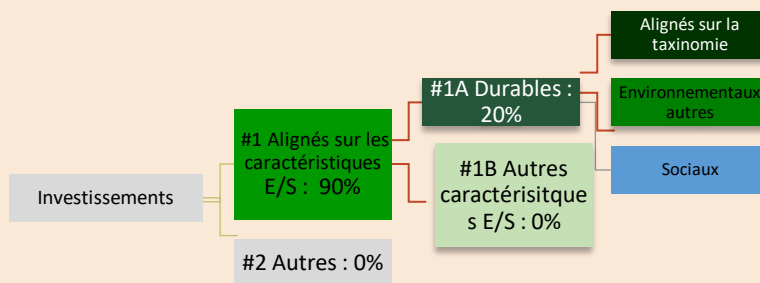 Investissements
#1 Alignés sur les
caractéristiques
E/S : 90%
#2 Autres : 0%
#1A Durables :
20%
#1B Autres
caractérisitque
s E/S : 0%
Alignés sur la
taxinomie
Environnementaux
autres
Sociaux